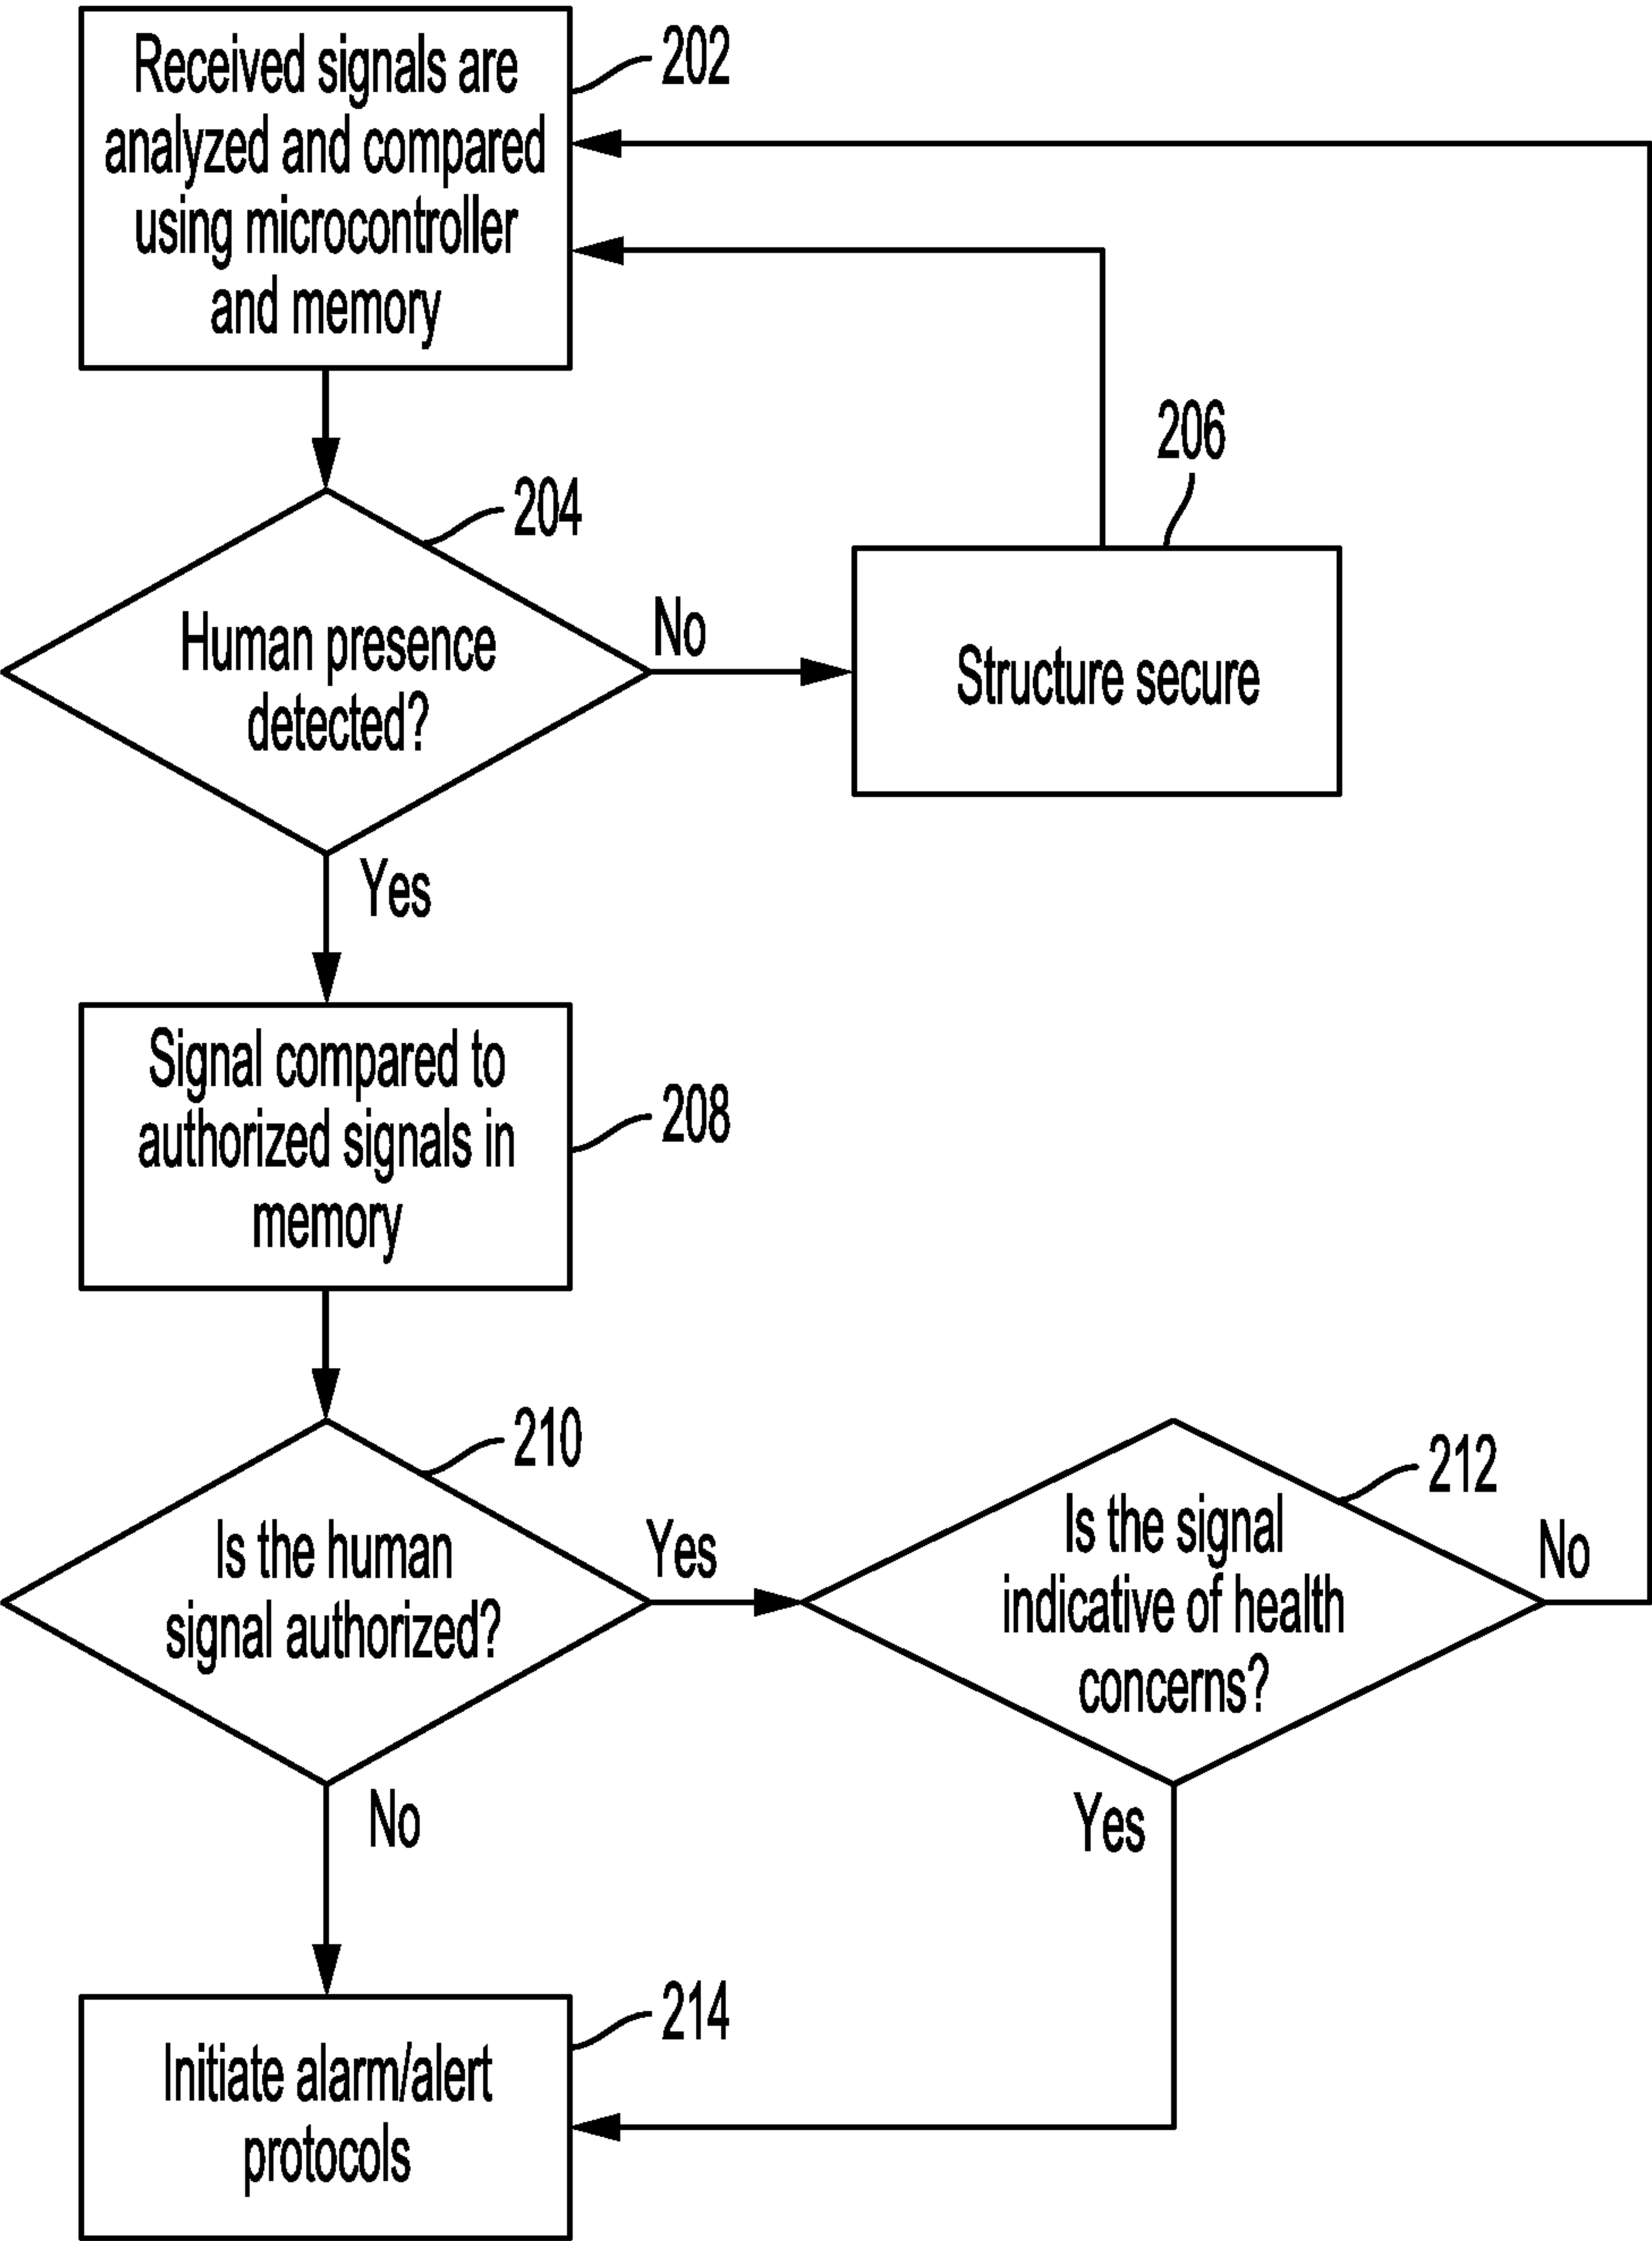 Received signals are
analyzed and compared
using microcontroller
and memory
202
204
Human presence
detected?
No
206
Structure secure
Yes
Signal compared to
authorized signals in
memory
208
210
Is the human
signal authorized?
Yes
212
Is the signal
indicative of health
concerns?
No
No
Yes
214
Initiate alarm/alert
protocols